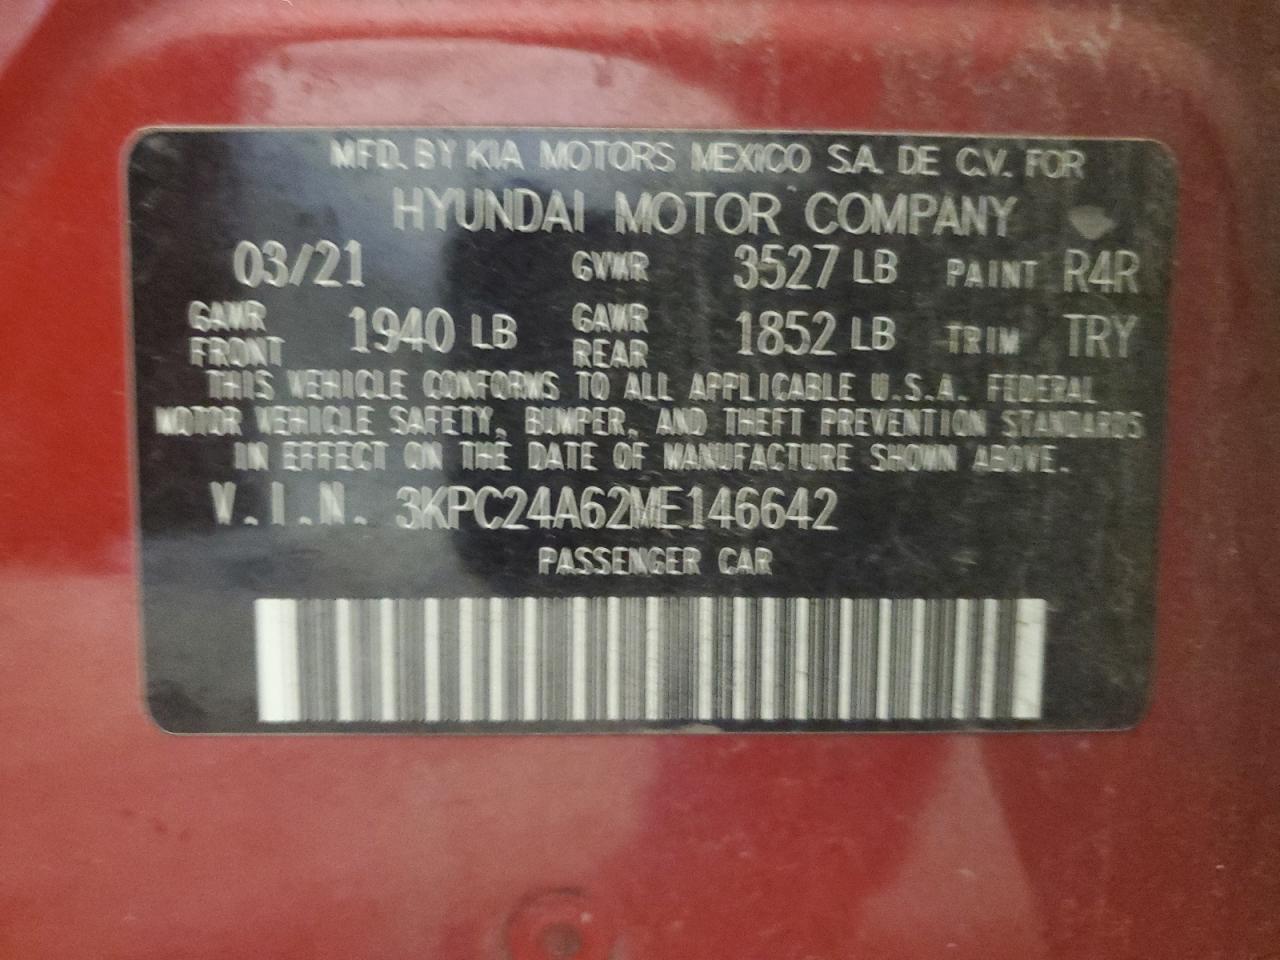 MFD. BY KIA MOTORS MEXICO S.A. DE C.V. FOR
HYUNDAI MOTOR COMPANY
03/21 GVWR 3527 LB PAINT R4R
GAWR FRONT 1940 LB GAWR REAR 1852 LB TRIM TRY
THIS VEHICLE CONFORMS TO ALL APPLICABLE U.S.A. FEDERAL
MOTOR VEHICLE SAFETY, BUMPER, AND THEFT PREVENTION STANDARDS
IN EFFECT ON THE DATE OF MANUFACTURE SHOWN ABOVE.
V.I.N. 3KPC24A62ME146642
PASSENGER CAR